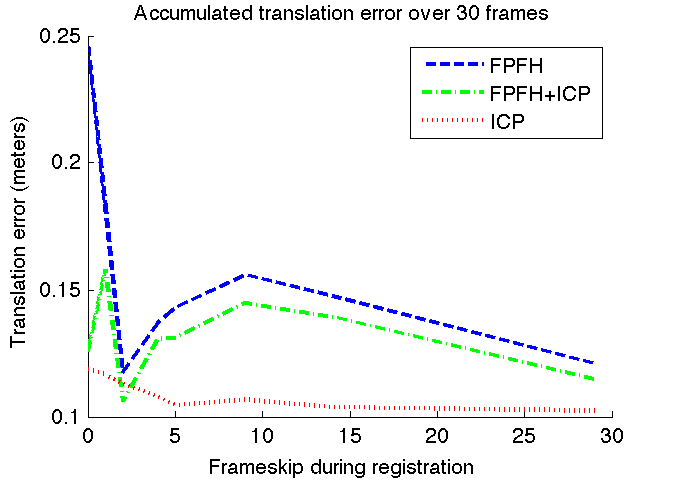 Accumulated translation error over 30 frames
FPFH
FPFH+ICP
ICP
Translation error (meters)
0.25
0.2
0.15
0.1
0 5 10 15 20 25 30
Frameskip during registration